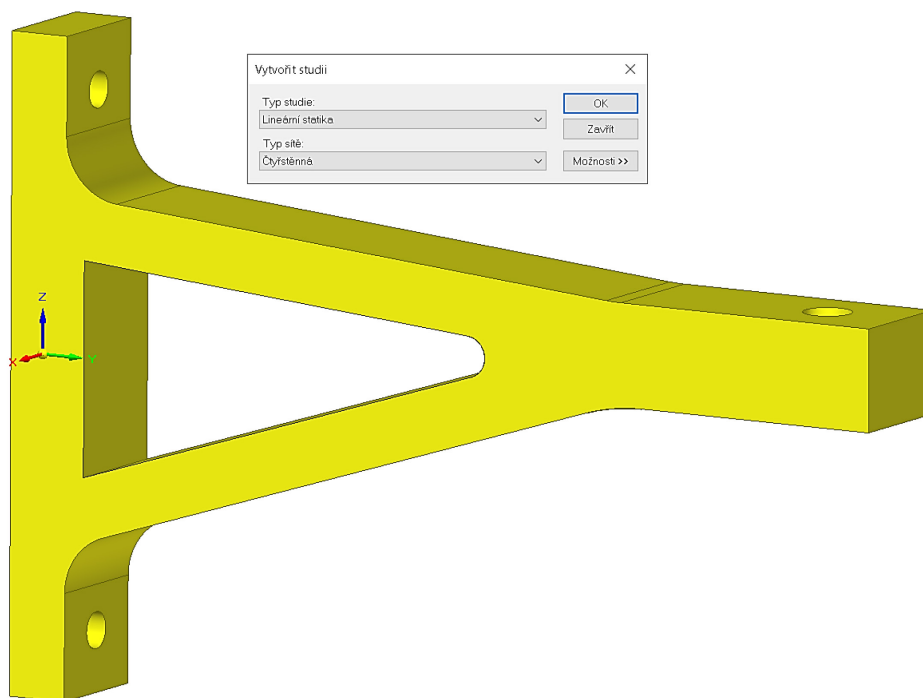 Vytvořit studii
Typ studie:
Lineární statika
OK
Zavřít
Typ sítě:
Čtyřstěnná
Možnosti >>
Z
X
Y